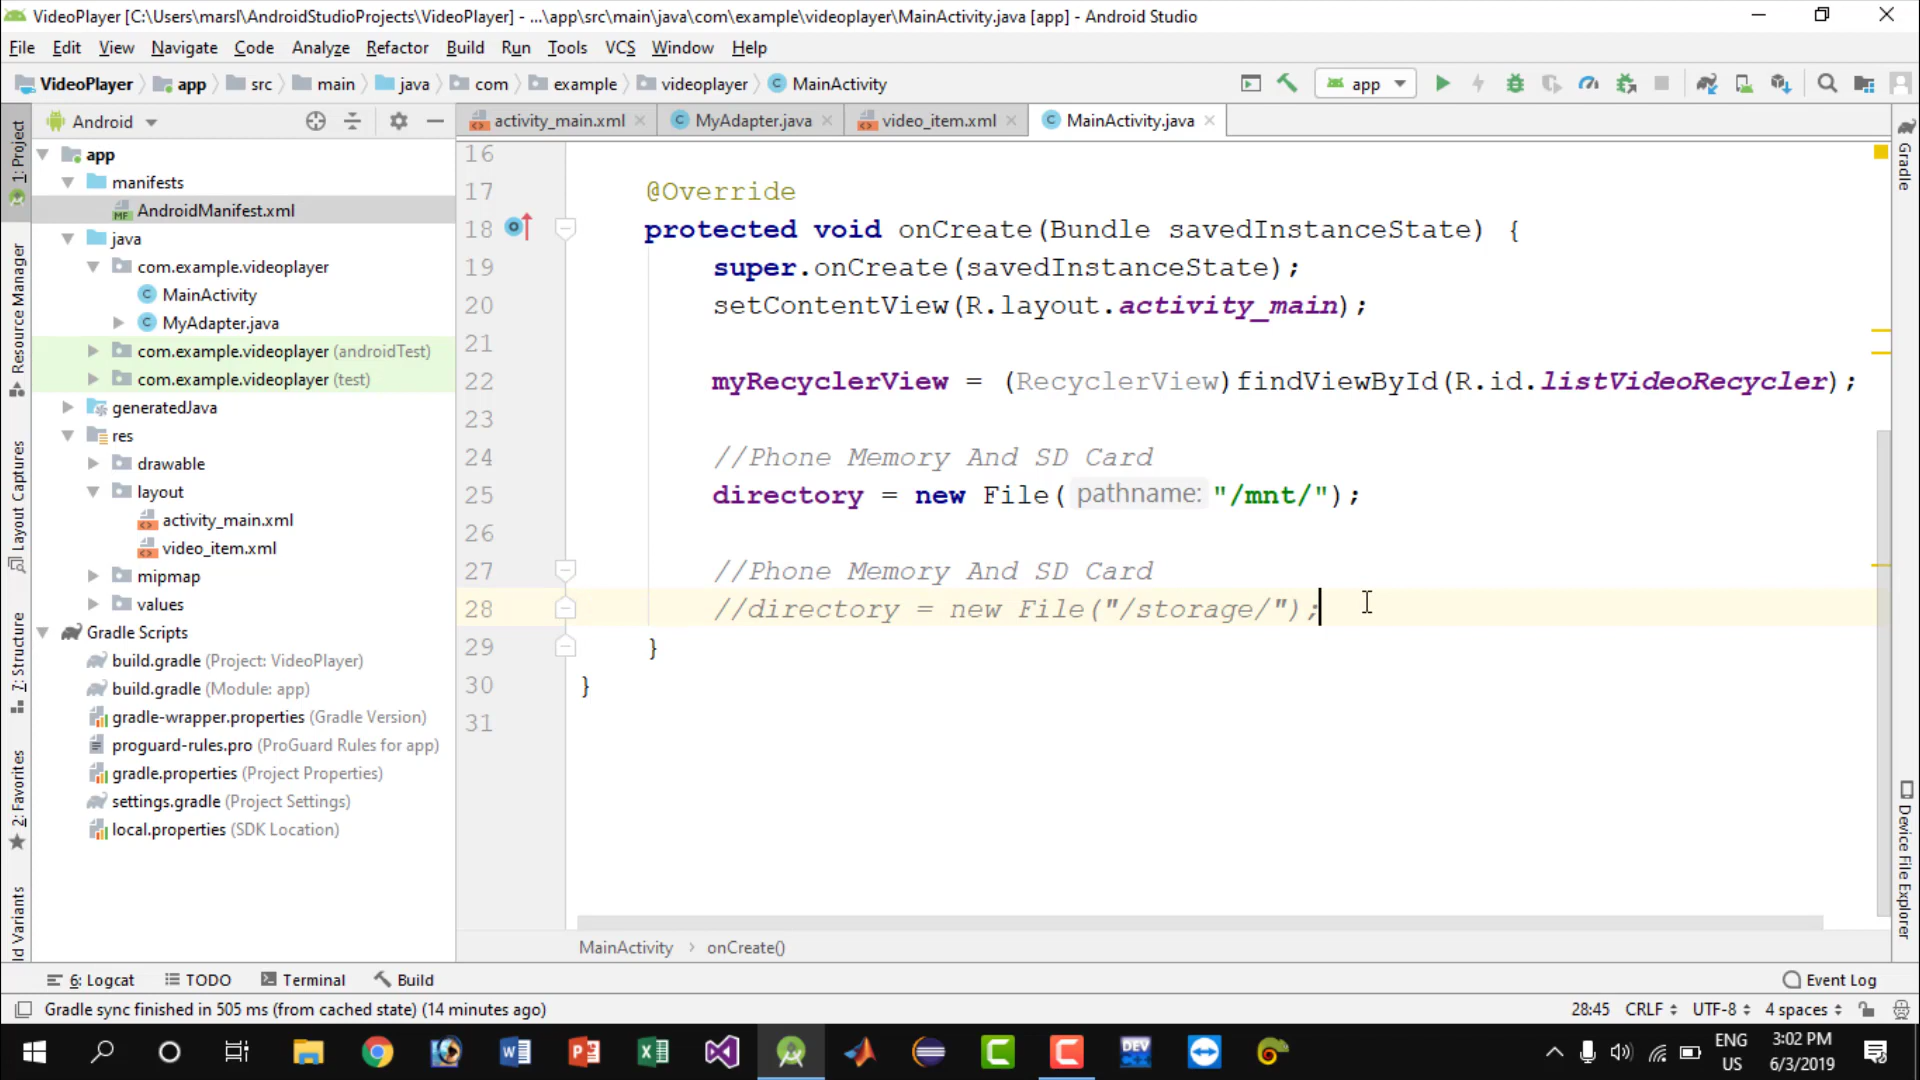 VideoPlayer [C:\Users\marsl\AndroidStudioProjects\VideoPlayer] - ...\app\src\main\java\com\example\videoplayer\MainActivity.java [app] - Android Studio
File Edit View Navigate Code Analyze Refactor Build Run Tools VCS Window Help
VideoPlayer app src main java com example videoplayer MainActivity app
Android
activity_main.xml MyAdapter.java video_item.xml MainActivity.java
1: Project
Resource Manager
Layout Captures
7: Structure
2: Favorites
ld Variants
app
manifests
AndroidManifest.xml
java
com.example.videoplayer
MainActivity
MyAdapter.java
com.example.videoplayer (androidTest)
com.example.videoplayer (test)
generatedJava
res
drawable
layout
activity_main.xml
video_item.xml
mipmap
values
Gradle Scripts
build.gradle (Project: VideoPlayer)
build.gradle (Module: app)
gradle-wrapper.properties (Gradle Version)
proguard-rules.pro (ProGuard Rules for app)
gradle.properties (Project Properties)
settings.gradle (Project Settings)
local.properties (SDK Location)
16
17 @Override
18 protected void onCreate(Bundle savedInstanceState) {
19 super.onCreate(savedInstanceState);
20 setContentView(R.layout.activity_main);
21
22 myRecyclerView = (RecyclerView)findViewById(R.id.listVideoRecycler);
23
24 //Phone Memory And SD Card
25 directory = new File( pathname: "/mnt/");
26
27 //Phone Memory And SD Card
28 //directory = new File("/storage/");
29 }
30 }
31
Gradle
Device File Explorer
MainActivity › onCreate()
6: Logcat TODO Terminal Build Event Log
Gradle sync finished in 505 ms (from cached state) (14 minutes ago) 28:45 CRLF UTF-8 4 spaces
ENG
US
3:02 PM
6/3/2019